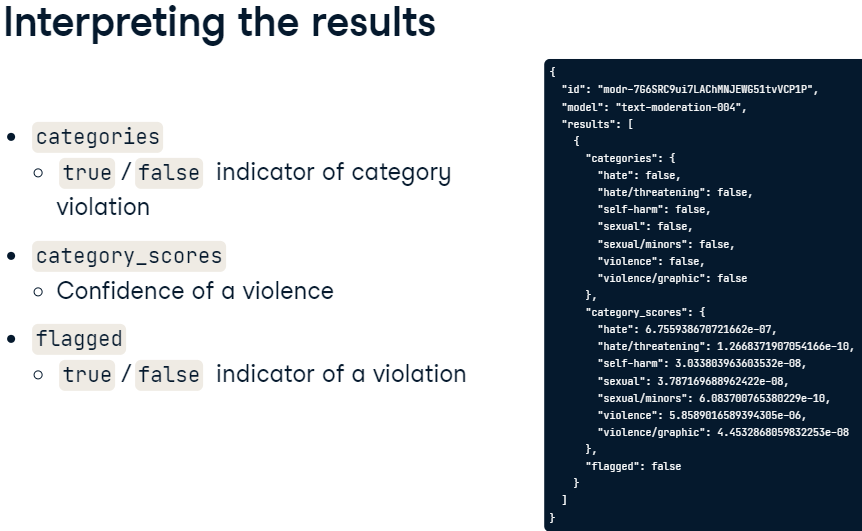 Interpreting the results
categories
true / false indicator of category
violation
category_scores
Confidence of a violence
flagged
true / false indicator of a violation
{
"id": "modr-7G6SRC9ui7LAChMNJEWG51tvVCP1P",
"model": "text-moderation-004",
"results": [
{
"categories": {
"hate": false,
"hate/threatening": false,
"self-harm": false,
"sexual": false,
"sexual/minors": false,
"violence": false,
"violence/graphic": false
},
"category_scores": {
"hate": 6.755938670721662e-07,
"hate/threatening": 1.2668371907054166e-10,
"self-harm": 3.033803963603532e-08,
"sexual": 3.787169688962422e-08,
"sexual/minors": 6.083700765380229e-10,
"violence": 5.8589016589394305e-06,
"violence/graphic": 4.4532868059832253e-08
},
"flagged": false
}
]
}